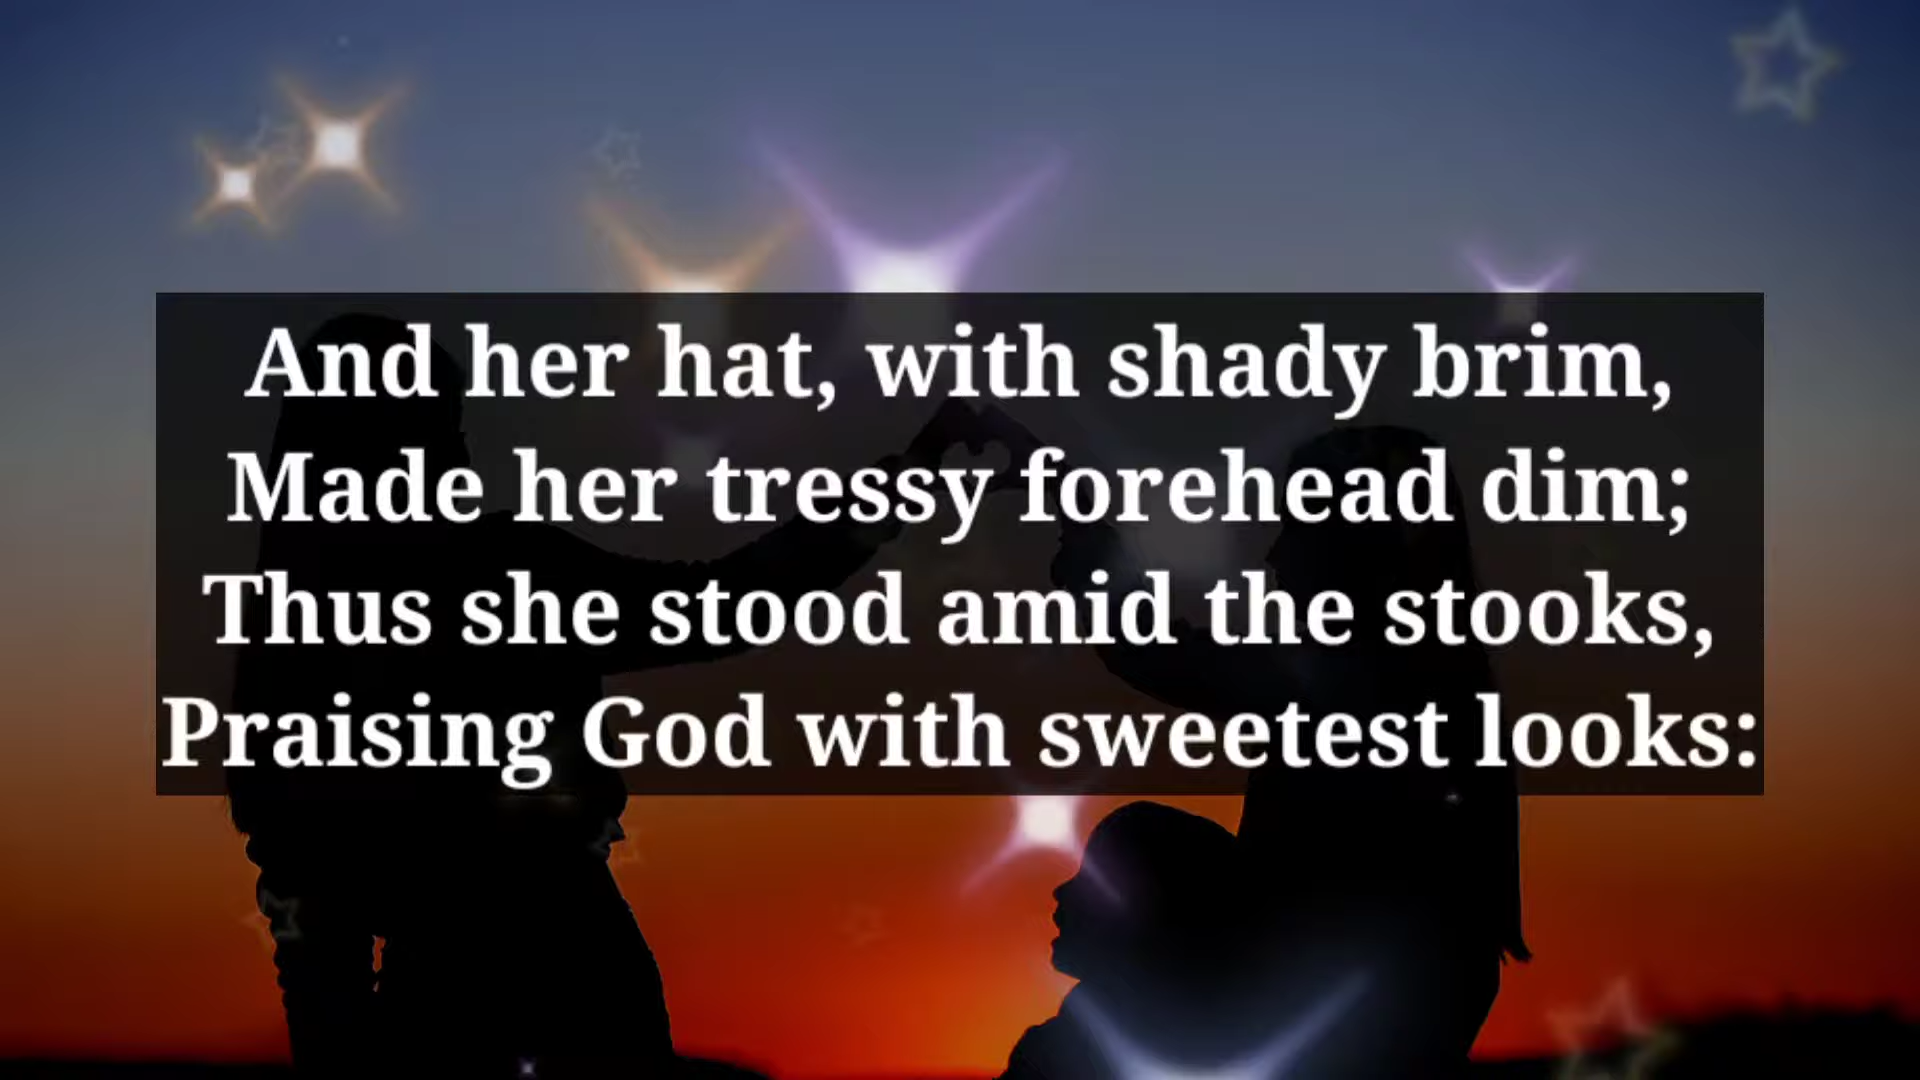 And her hat, with shady brim,
Made her tressy forehead dim;
Thus she stood amid the stooks,
Praising God with sweetest looks: